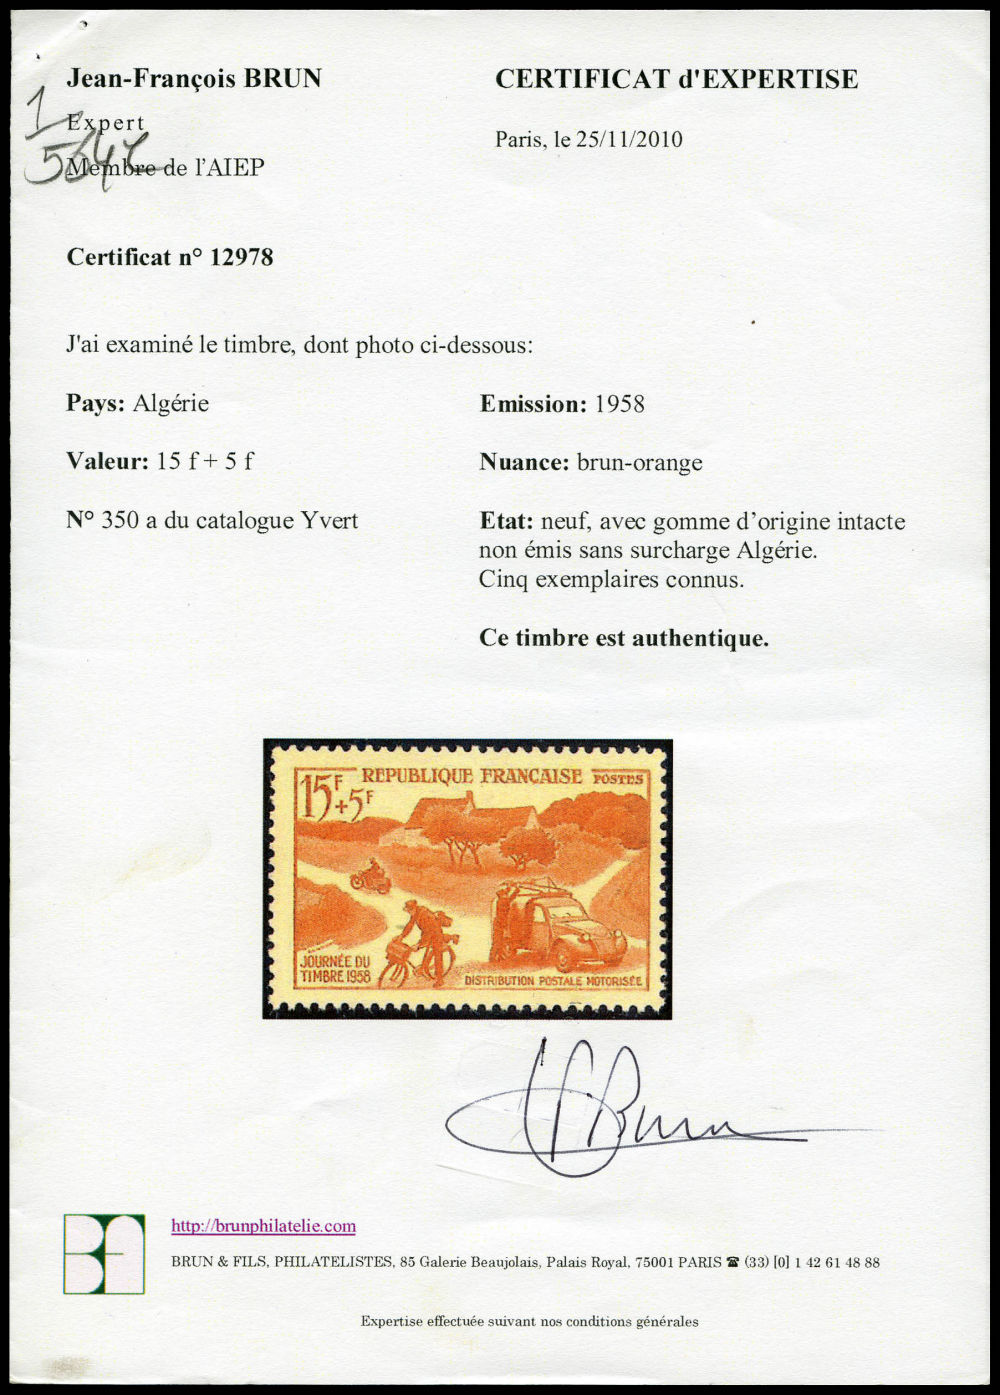 Jean-François BRUN
CERTIFICAT d'EXPERTISE
1
Expert
Paris, le 25/11/2010
Membre de l'AIEP
Certificat n° 12978
J'ai examiné le timbre, dont photo ci-dessous:
Pays: Algérie
Emission: 1958
Valeur: 15 f + 5 f
Nuance: brun-orange
N° 350 a du catalogue Yvert
Etat: neuf, avec gomme d’origine intacte
non émis sans surcharge Algérie.
Cinq exemplaires connus.
Ce timbre est authentique.
15F
+5F
REPUBLIQUE FRANÇAISE POSTES
JOURNÉE DU
TIMBRE 1958
DISTRIBUTION POSTALE MOTORISÉE
JFBrun
http://brunphilatelie.com
BRUN & FILS, PHILATELISTES, 85 Galerie Beaujolais, Palais Royal, 75001 PARIS ☎ (33) [0] 1 42 61 48 88
Expertise effectuée suivant nos conditions générales